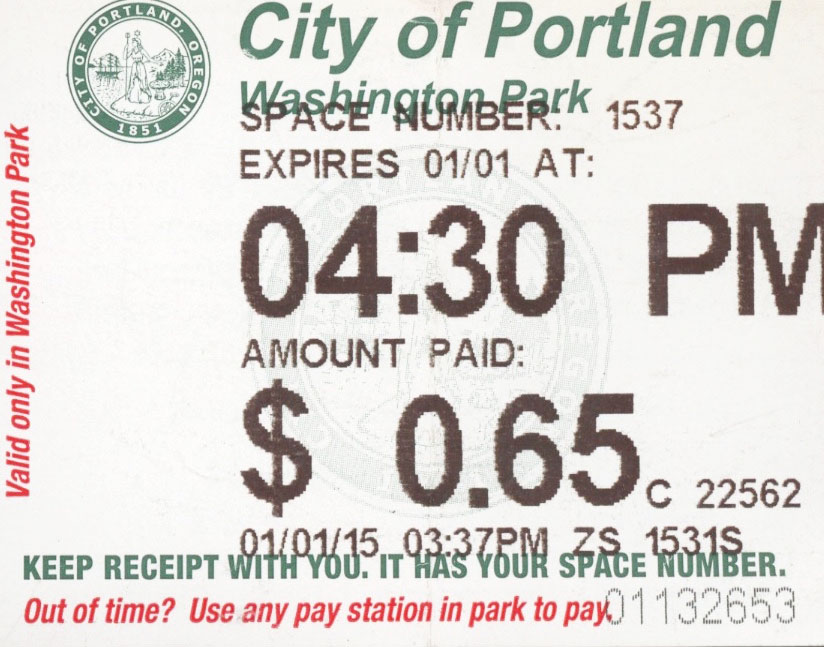 CITY OF PORTLAND, OREGON
1851
City of Portland
Washington Park
SPACE NUMBER: 1537
EXPIRES 01/01 AT:
04:30 PM
AMOUNT PAID:
$ 0.65
C 22562
01/01/15 03:37PM ZS 1531S
KEEP RECEIPT WITH YOU. IT HAS YOUR SPACE NUMBER.
Out of time? Use any pay station in park to pay.
01132653
Valid only in Washington Park